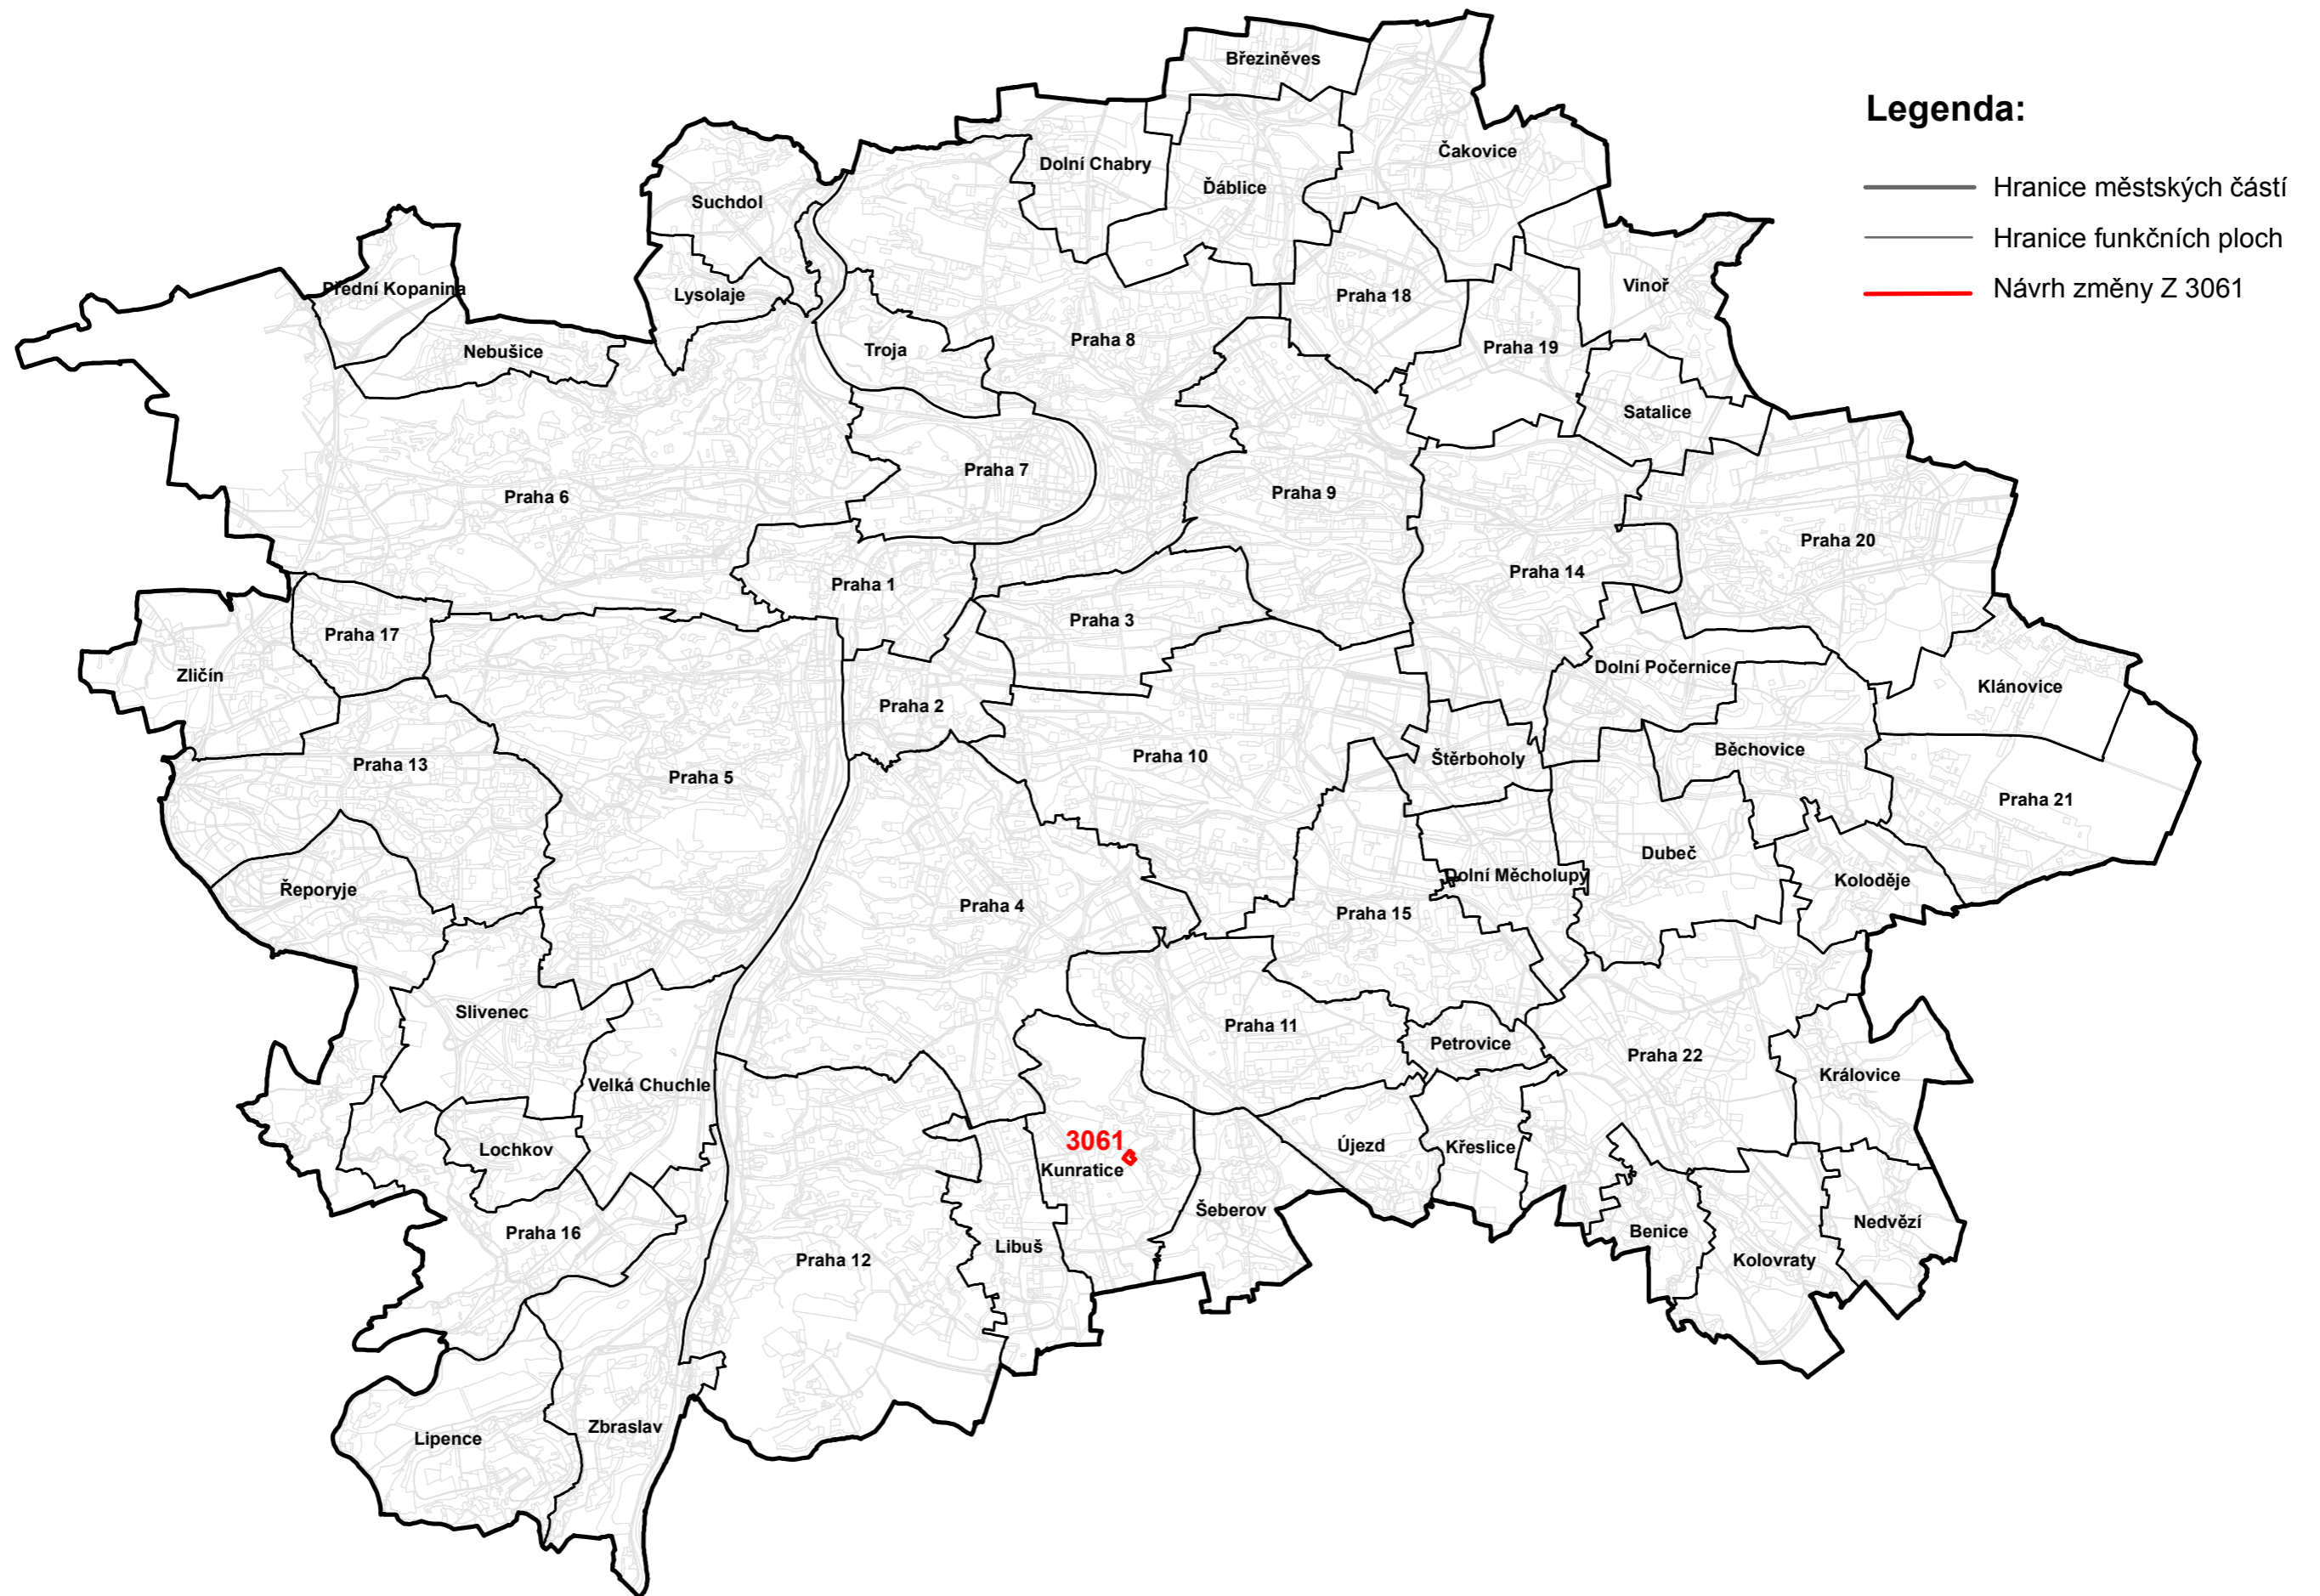 Březiněves
Legenda:
Dolní Chabry
Čakovice
Ďáblice
Hranice městských částí
Suchdol
Hranice funkčních ploch
Přední Kopanina
Lysolaje
Praha 18
Vinoř
Návrh změny Z 3061
Nebušice
Troja
Praha 8
Praha 19
Satalice
Praha 6
Praha 7
Praha 9
Praha 20
Praha 1
Praha 14
Praha 17
Praha 3
Zličín
Dolní Počernice
Klánovice
Praha 2
Praha 13
Praha 5
Praha 10
Štěrboholy
Běchovice
Praha 21
Řeporyje
Praha 4
Praha 15
Dolní Měcholupy
Dubeč
Koloděje
Slivenec
Praha 11
Petrovice
Praha 22
Velká Chuchle
Královice
Lochkov
3061
Kunratice
Újezd
Křeslice
Praha 16
Praha 12
Libuš
Šeberov
Benice
Kolovraty
Nedvězí
Lipence
Zbraslav